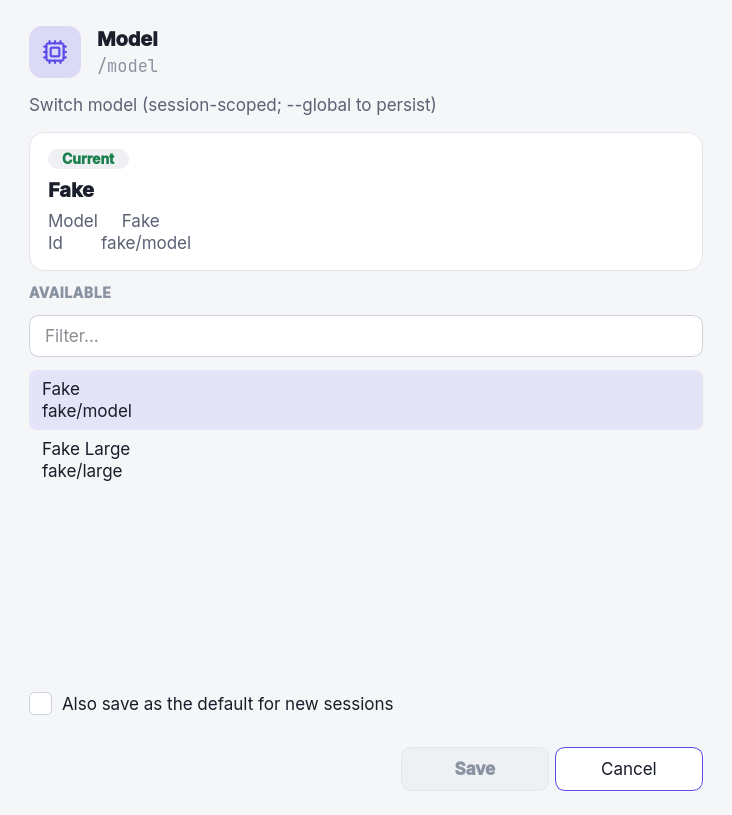 Model
/model
Switch model (session-scoped; --global to persist)
Current
Fake
Model Fake
Id fake/model
AVAILABLE
Filter...
Fake
fake/model
Fake Large
fake/large
Also save as the default for new sessions
Save Cancel